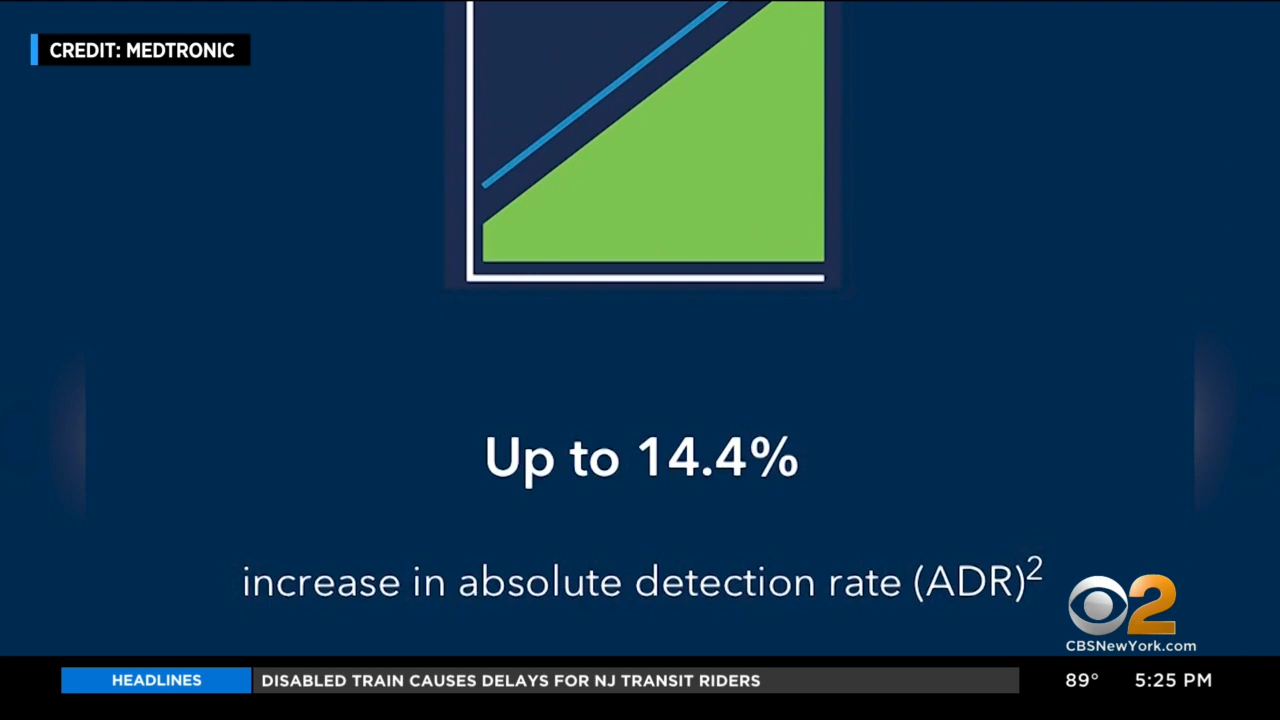 CREDIT: MEDTRONIC
Up to 14.4%
increase in absolute detection rate (ADR)²
2
CBSNewYork.com
HEADLINES DISABLED TRAIN CAUSES DELAYS FOR NJ TRANSIT RIDERS 89° 5:25 PM